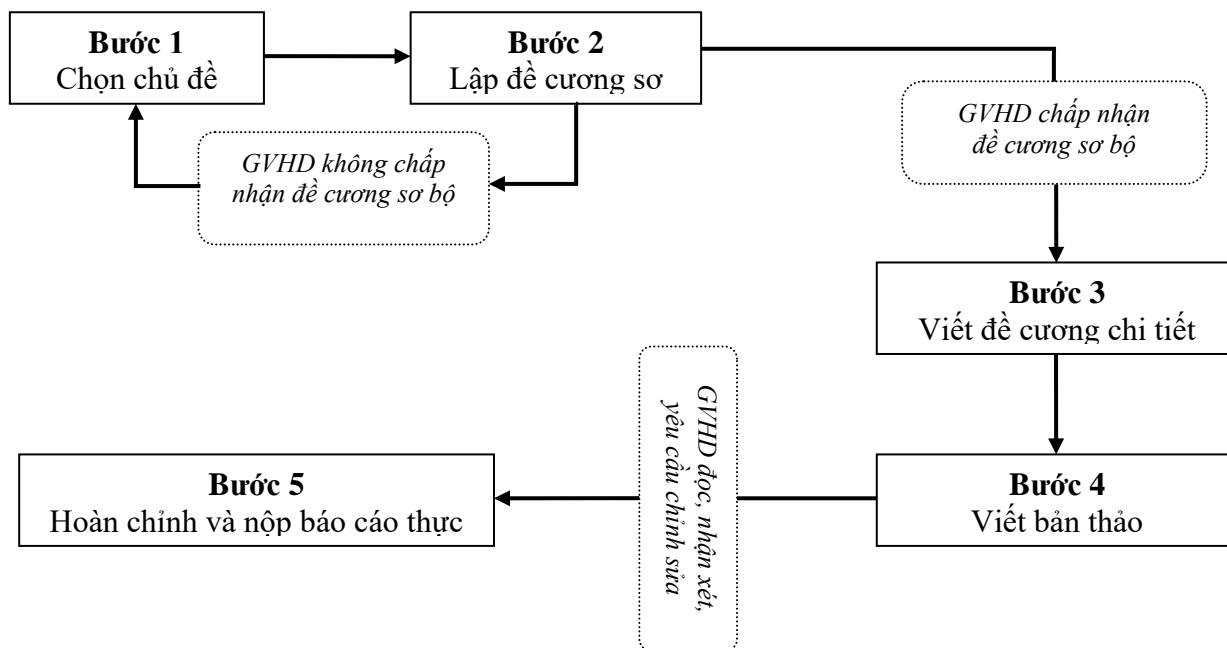 Bước 1
Chọn chủ đề
Bước 2
Lập đề cương sơ
GVHD chấp nhận
đề cương sơ bộ
GVHD không chấp
nhận đề cương sơ bộ
Bước 3
Viết đề cương chi tiết
GVHD đọc, nhận xét,
yêu cầu chỉnh sửa
Bước 5
Hoàn chỉnh và nộp báo cáo thực
Bước 4
Viết bản thảo